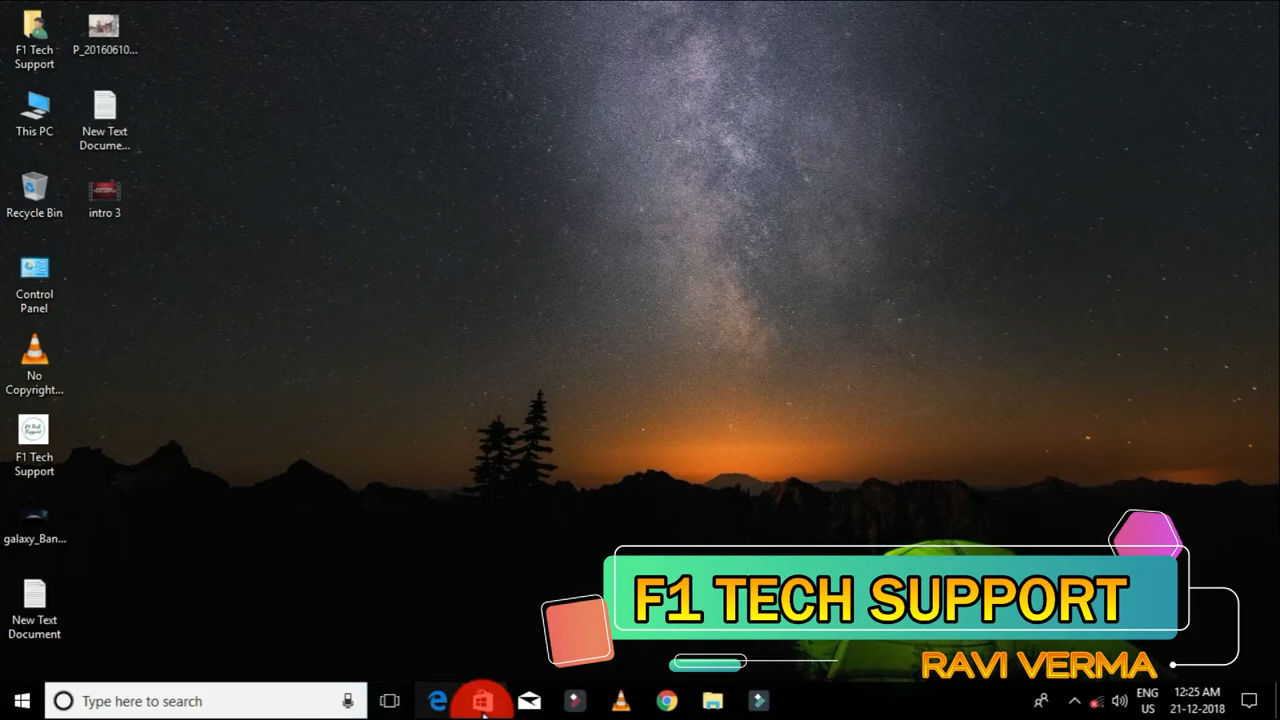 F1 Tech
Support
P_20160610...
This PC
New Text
Docume...
Recycle Bin
intro 3
Control
Panel
No
Copyright...
F1 Tech
Support
galaxy_Ban...
New Text
Document
F1 TECH SUPPORT
RAVI VERMA
Type here to search
ENG
US
12:25 AM
21-12-2018